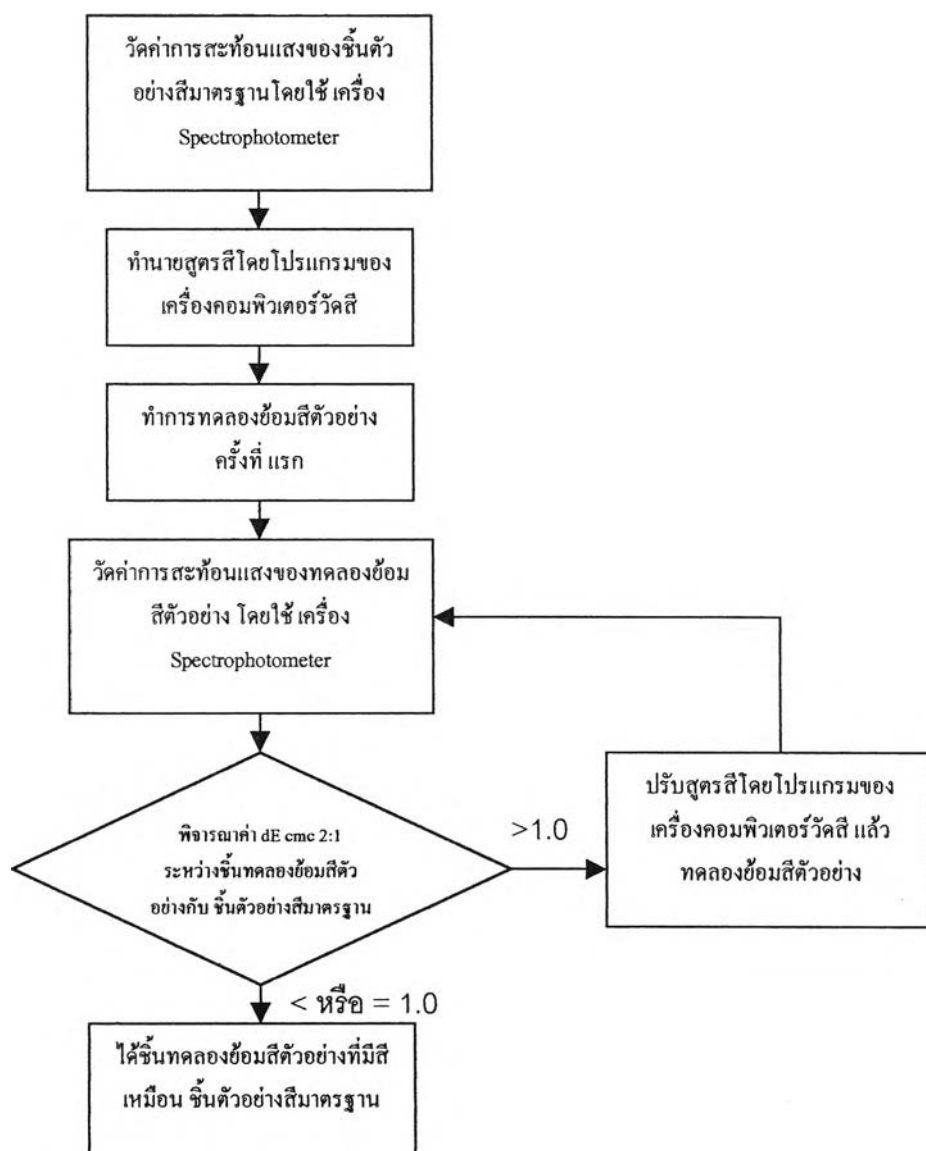 วัดค่าการสะท้อนแสงของชิ้นตัว
อย่างสีมาตรฐานโดยใช้ เครื่อง
Spectrophotometer
ทำนายสูตรสีโดยโปรแกรมของ
เครื่องคอมพิวเตอร์วัดสี
ทำการทดลองย้อมสีตัวอย่าง
ครั้งที่ แรก
วัดค่าการสะท้อนแสงของทดลองย้อม
สีตัวอย่าง โดยใช้ เครื่อง
Spectrophotometer
พิจารณาค่า dE cmc 2:1
ระหว่างชิ้นทดลองย้อมสีตัว
อย่างกับ ชิ้นตัวอย่างสีมาตรฐาน
>1.0
ปรับสูตรสีโดยโปรแกรมของ
เครื่องคอมพิวเตอร์วัดสี แล้ว
ทดลองย้อมสีตัวอย่าง
< หรือ = 1.0
ได้ชิ้นทดลองย้อมสีตัวอย่างที่มีสี
เหมือน ชิ้นตัวอย่างสีมาตรฐาน